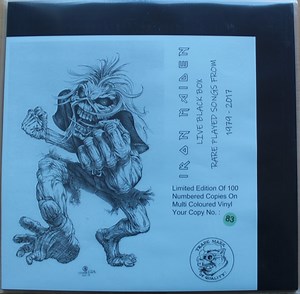 IRON MAIDEN
LIVE BLACK BOX
RARE PLAYED SONGS FROM
1979 - 2017
Limited Edition Of 100
Numbered Copies On
Multi Coloured Vinyl
Your Copy No. :
83
TRADE MARK
QUALITY